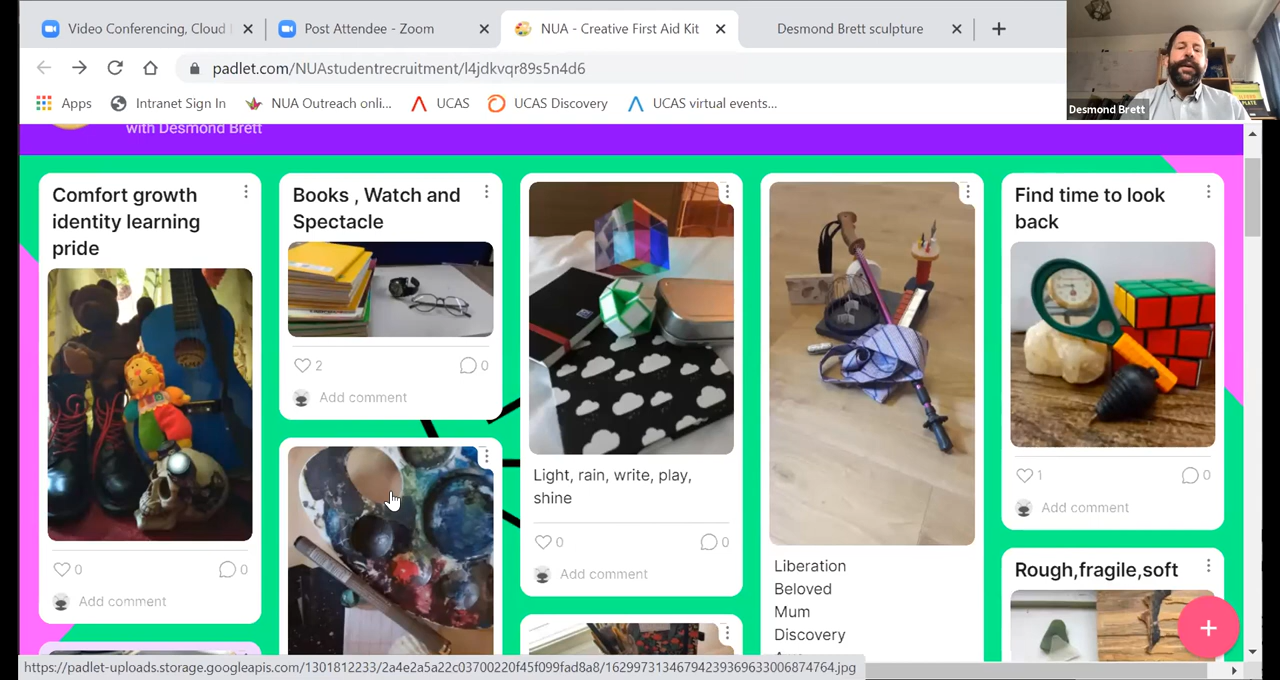 Video Conferencing, Cloud
Post Attendee - Zoom
NUA - Creative First Aid Kit
Desmond Brett sculpture
padlet.com/NUAstudentrecruitment/l4jdkvqr89s5n4d6
Apps
Intranet Sign In
NUA Outreach onli...
UCAS
UCAS Discovery
UCAS virtual events...
Desmond Brett
with Desmond Brett
Comfort growth
identity learning
pride
0
0
Add comment
Books , Watch and
Spectacle
2
0
Add comment
Light, rain, write, play,
shine
0
0
Add comment
Liberation
Beloved
Mum
Discovery
Find time to look
back
1
0
Add comment
Rough,fragile,soft
https://padlet-uploads.storage.googleapis.com/1301812233/2a4e2a5a22c03700220f45f099fad8a8/16299731346794239369633006874764.jpg